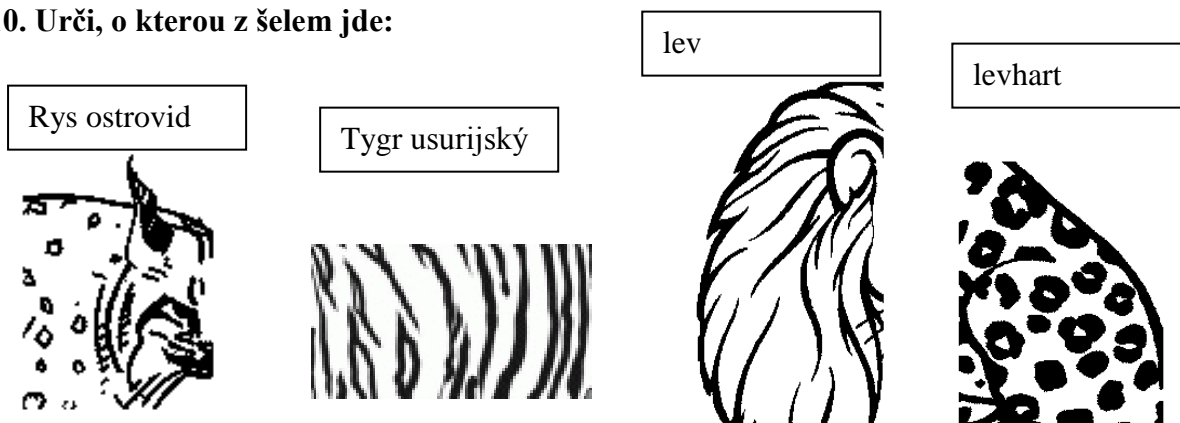 0. Urči, o kterou z šelem jde:
lev
levhart
Rys ostrovid
Tygr usurijský